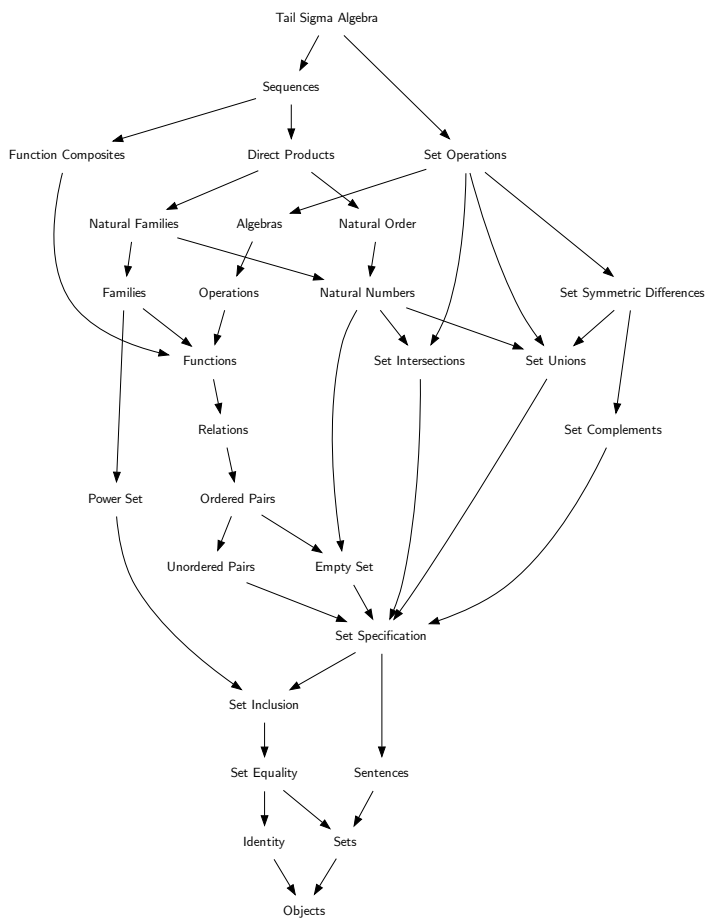 Tail Sigma Algebra
Sequences
Function Composites
Direct Products
Set Operations
Natural Families
Algebras
Natural Order
Families
Operations
Natural Numbers
Set Symmetric Differences
Functions
Set Intersections
Set Unions
Relations
Set Complements
Power Set
Ordered Pairs
Unordered Pairs
Empty Set
Set Specification
Set Inclusion
Set Equality
Sentences
Identity
Sets
Objects